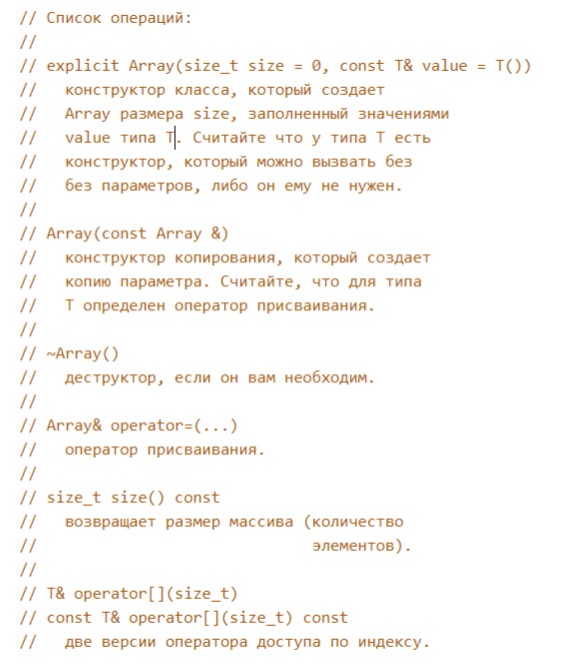 // Список операций:
//
// explicit Array(size_t size = 0, const T& value = T())
//   конструктор класса, который создает
//   Array размера size, заполненный значениями
//   value типа T. Считайте что у типа T есть
//   конструктор, который можно вызвать без
//   без параметров, либо он ему не нужен.
//
// Array(const Array &)
//   конструктор копирования, который создает
//   копию параметра. Считайте, что для типа
//   T определен оператор присваивания.
//
// ~Array()
//   деструктор, если он вам необходим.
//
// Array& operator=(...)
//   оператор присваивания.
//
// size_t size() const
//   возвращает размер массива (количество
//                              элементов).
//
// T& operator[](size_t)
// const T& operator[](size_t) const
//   две версии оператора доступа по индексу.